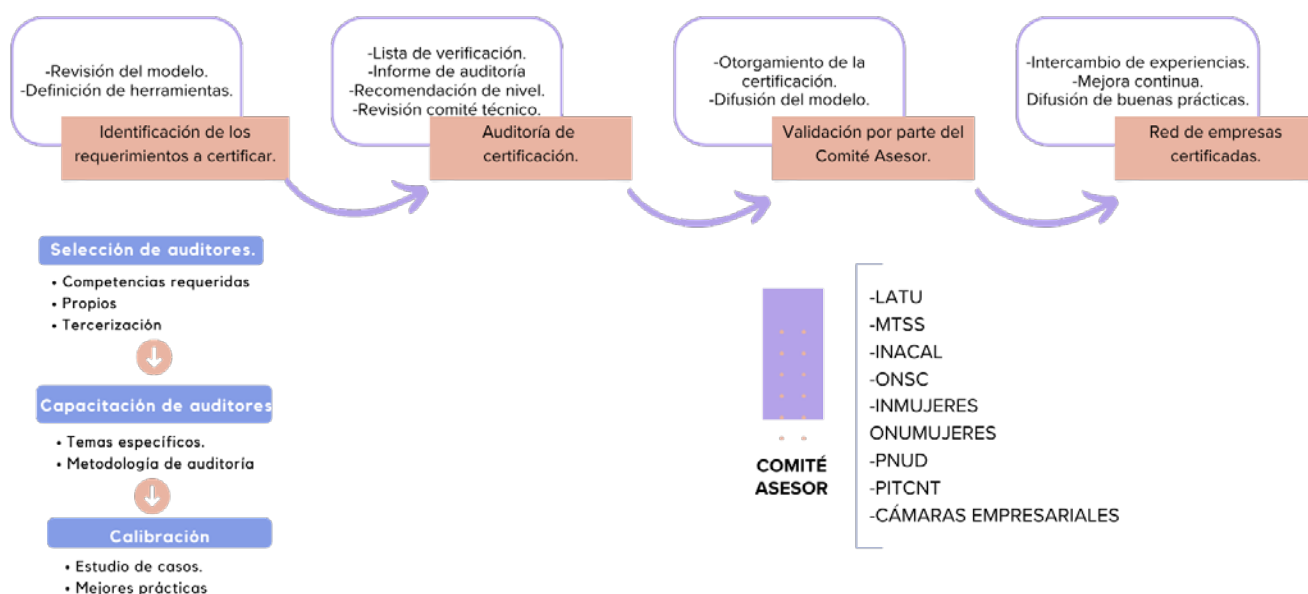 -Revisión del modelo.
-Definición de herramientas.
Identificación de los
requerimientos a certificar.
-Lista de verificación.
-Informe de auditoría
-Recomendación de nivel.
-Revisión comité técnico.
Auditoría de
certificación.
-Otorgamiento de la
certificación.
-Difusión del modelo.
Validación por parte del
Comité Asesor.
-Intercambio de experiencias.
-Mejora continua.
Difusión de buenas prácticas.
Red de empresas
certificadas.
Selección de auditores.
• Competencias requeridas
• Propios
• Tercerización
Capacitación de auditores
• Temas específicos.
• Metodología de auditoría
Calibración
• Estudio de casos.
• Mejores prácticas
COMITÉ
ASESOR
-LATU
-MTSS
-INACAL
-ONSC
-INMUJERES
ONUMUJERES
-PNUD
-PITCNT
-CÁMARAS EMPRESARIALES